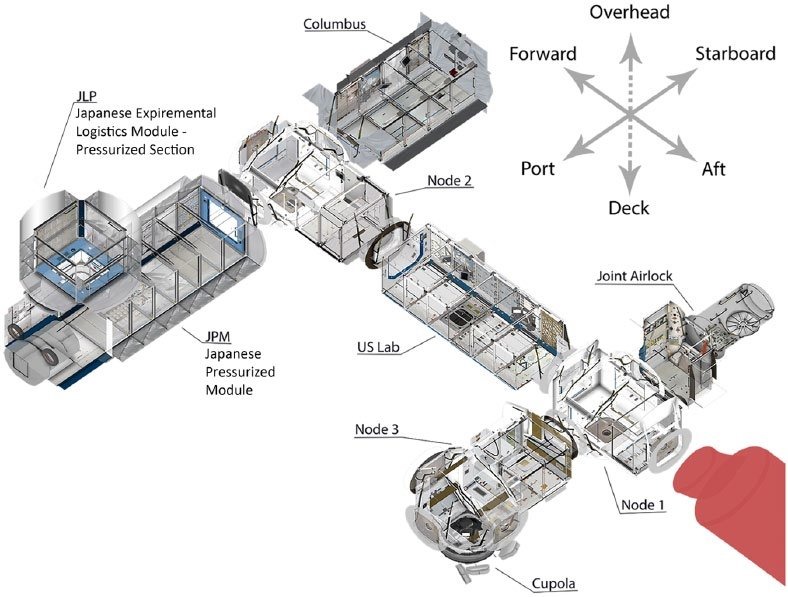 Columbus
Overhead
Forward
Starboard
Port
Aft
Deck
JLP
Japanese Expiremental
Logistics Module -
Pressurized Section
Node 2
Joint Airlock
US Lab
JPM
Japanese
Pressurized
Module
Node 3
Node 1
Cupola